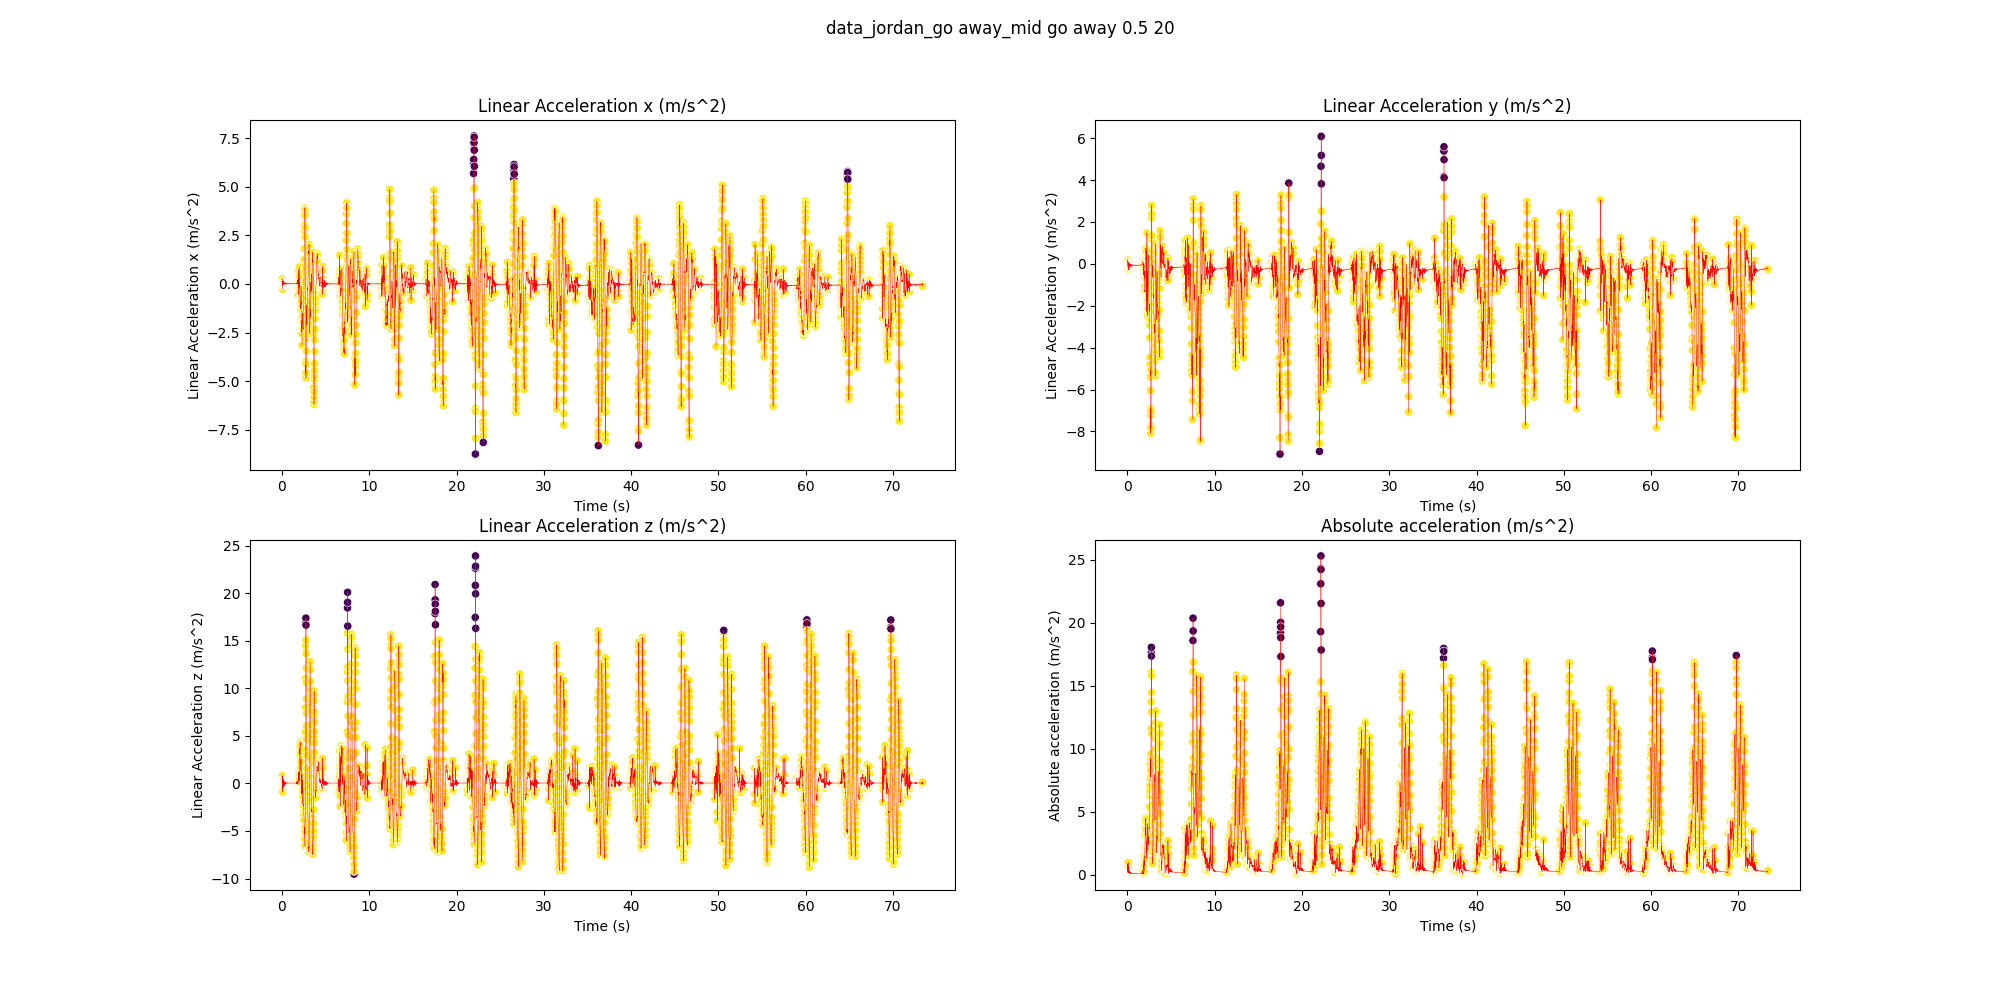 data_jordan_go away_mid go away 0.5 20
Linear Acceleration x (m/s^2)
Linear Acceleration x (m/s^2)
7.5
5.0
2.5
0.0
−2.5
−5.0
−7.5
0 10 20 30 40 50 60 70
Time (s)
Linear Acceleration y (m/s^2)
Linear Acceleration y (m/s^2)
6
4
2
0
−2
−4
−6
−8
0 10 20 30 40 50 60 70
Time (s)
Linear Acceleration z (m/s^2)
Linear Acceleration z (m/s^2)
25
20
15
10
5
0
−5
−10
0 10 20 30 40 50 60 70
Time (s)
Absolute acceleration (m/s^2)
Absolute acceleration (m/s^2)
25
20
15
10
5
0
0 10 20 30 40 50 60 70
Time (s)